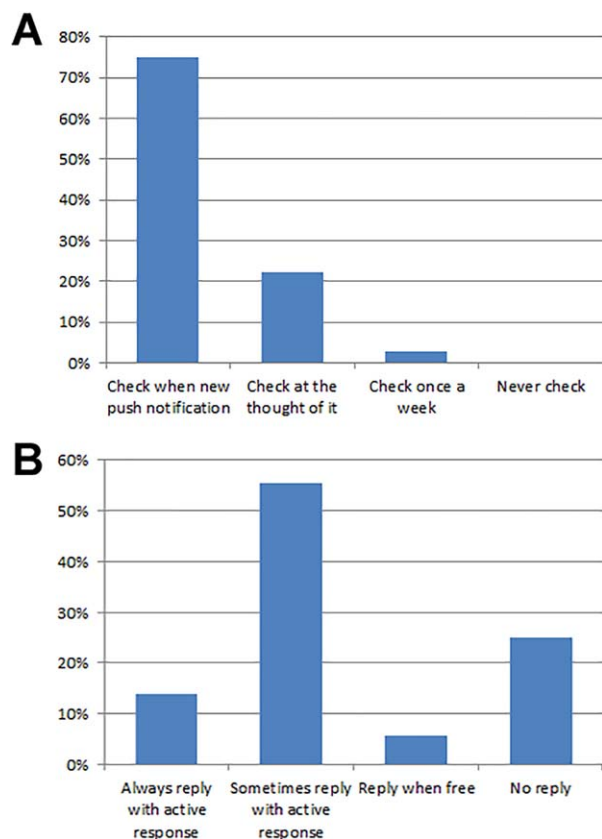 A
80%
70%
60%
50%
40%
30%
20%
10%
0%
Check when new push notification
Check at the thought of it
Check once a week
Never check
B
60%
50%
40%
30%
20%
10%
0%
Always reply with active response
Sometimes reply with active response
Reply when free
No reply